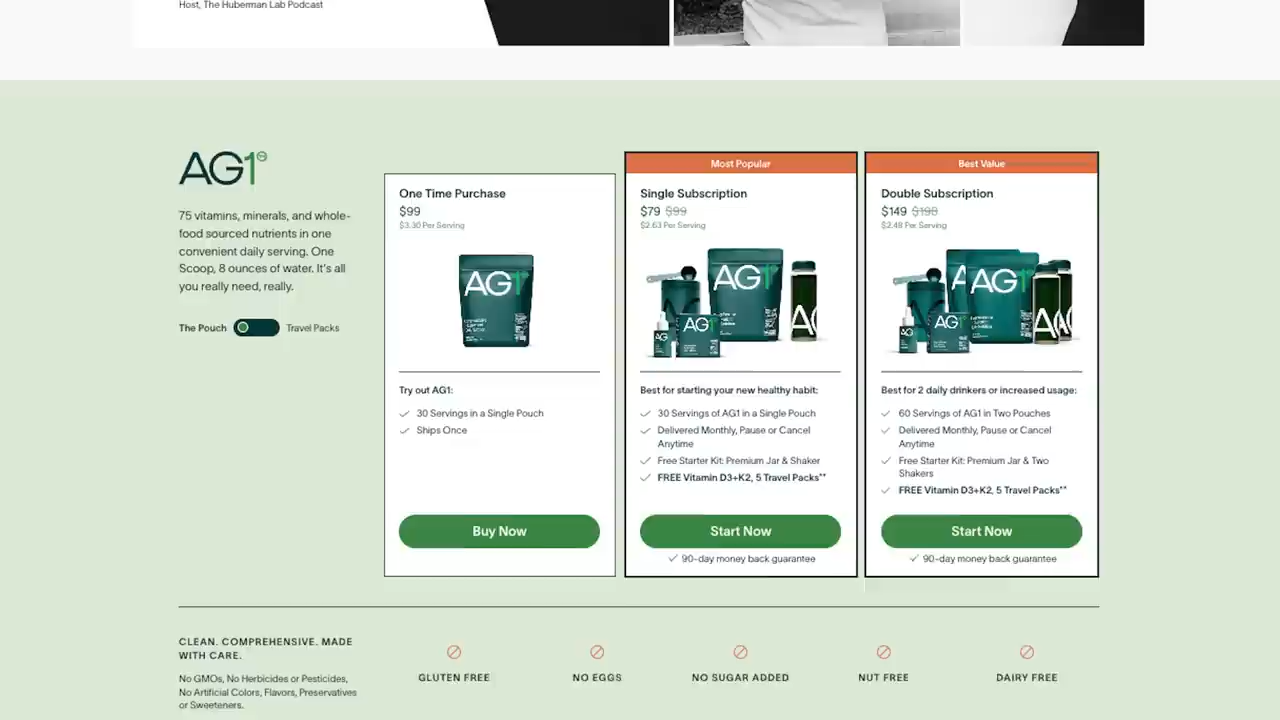 Host, The Huberman Lab Podcast
AG1
75 vitamins, minerals, and whole-
food sourced nutrients in one
convenient daily serving. One
Scoop, 8 ounces of water. It's all
you really need, really.
The Pouch
Travel Packs
One Time Purchase
$99
$3.30 Per Serving
AG1
Try out AG1:
30 Servings in a Single Pouch
Ships Once
Buy Now
Most Popular
Single Subscription
$79 $99
$2.63 Per Serving
AG1
AG1
AG
Best for starting your new healthy habit:
30 Servings of AG1 in a Single Pouch
Delivered Monthly, Pause or Cancel
Anytime
Free Starter Kit: Premium Jar & Shaker
FREE Vitamin D3+K2, 5 Travel Packs**
Start Now
90-day money back guarantee
Best Value
Double Subscription
$149 $198
$2.48 Per Serving
AG1
AG1
AG
Best for 2 daily drinkers or increased usage:
60 Servings of AG1 in Two Pouches
Delivered Monthly, Pause or Cancel
Anytime
Free Starter Kit: Premium Jar & Two
Shakers
FREE Vitamin D3+K2, 5 Travel Packs**
Start Now
90-day money back guarantee
CLEAN. COMPREHENSIVE. MADE
WITH CARE.
No GMOs, No Herbicides or Pesticides,
No Artificial Colors, Flavors, Preservatives
or Sweeteners.
GLUTEN FREE
NO EGGS
NO SUGAR ADDED
NUT FREE
DAIRY FREE